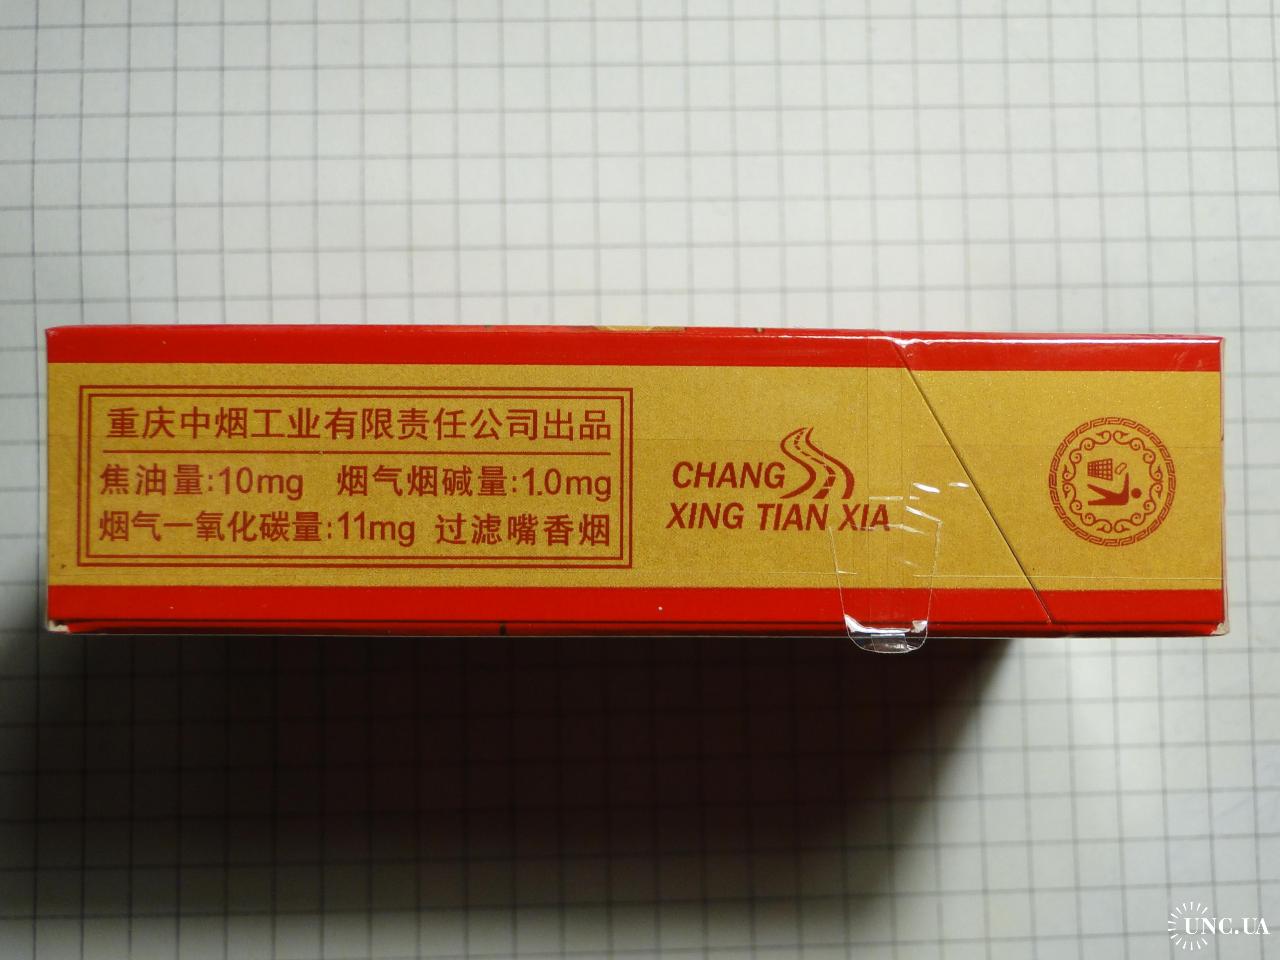 重庆中烟工业有限责任公司出品
焦油量:10mg 烟气烟碱量:1.0mg
烟气一氧化碳量:11mg 过滤嘴香烟
CHANG
XING TIAN XIA
UNC.UA